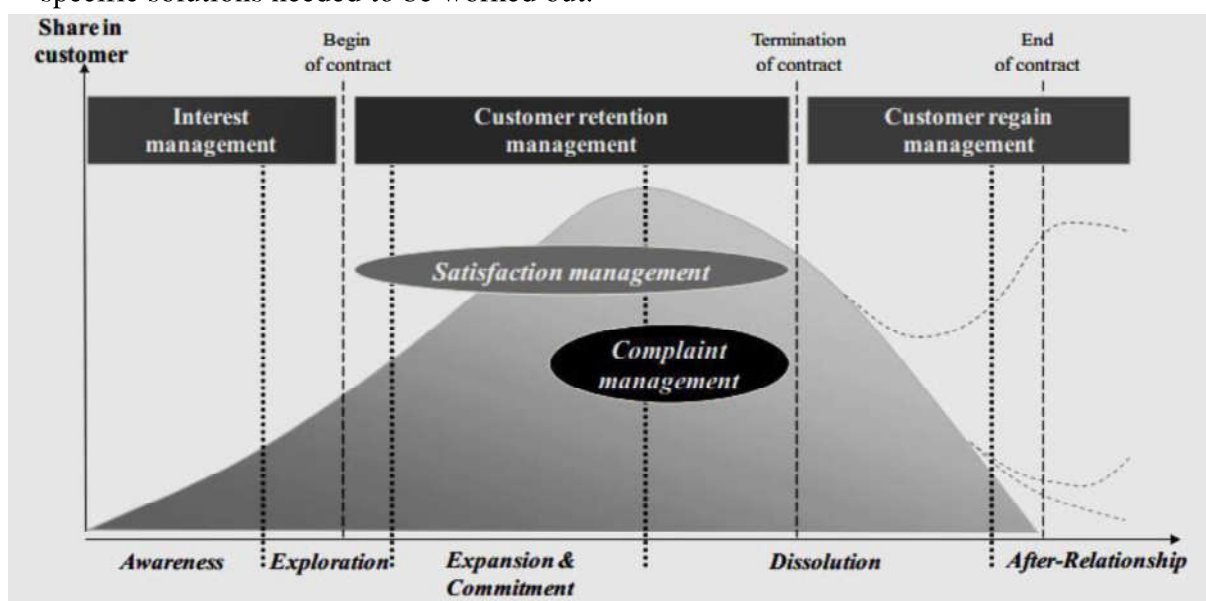 specific solutions needed to be worked out.
Share in
customer
Begin
of contract
Termination
of contract
End
of contract
Interest
management
Customer retention
management
Customer regain
management
Satisfaction management
Complaint
management
Awareness
Exploration
Expansion &
Commitment
Dissolution
After-Relationship